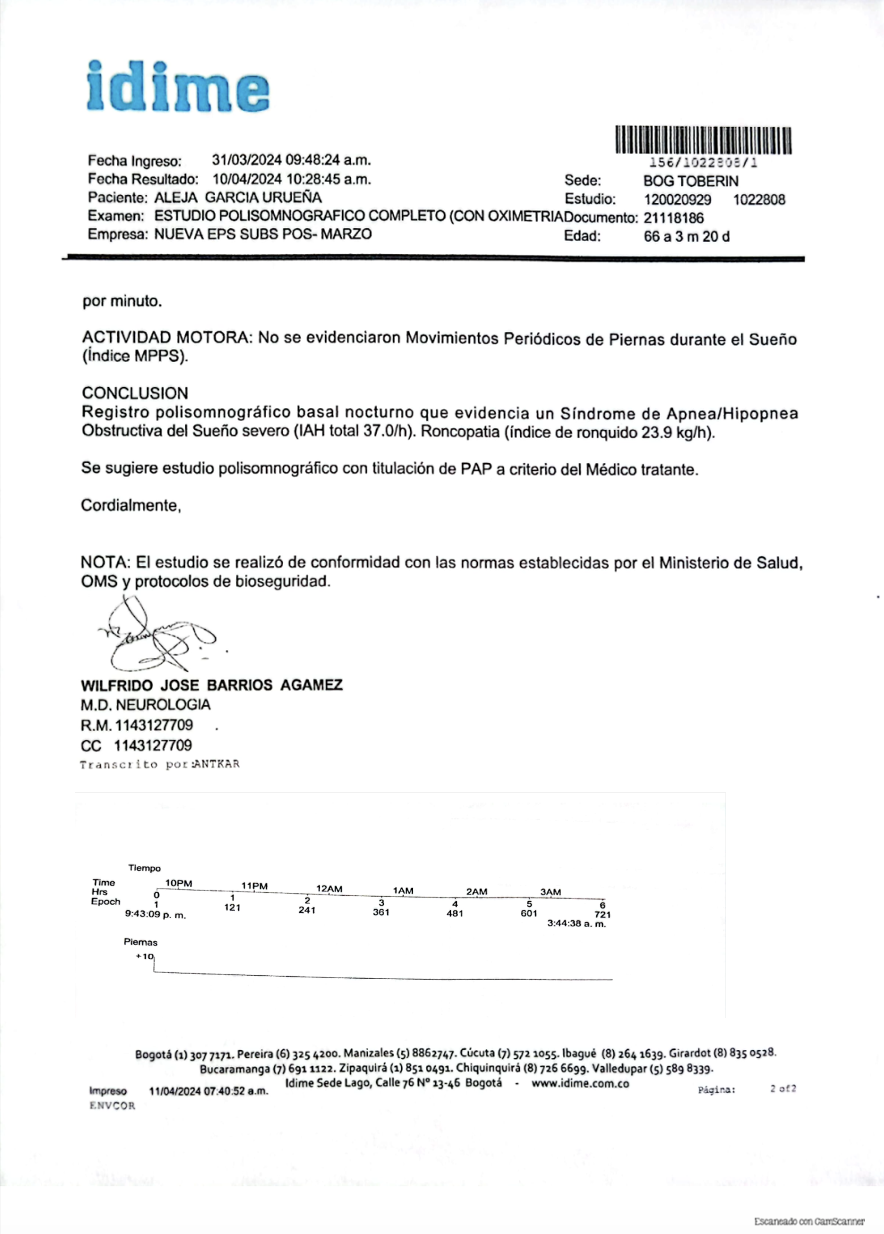 idime
156/1022808/1
Fecha Ingreso: 31/03/2024 09:48:24 a.m.
Fecha Resultado: 10/04/2024 10:28:45 a.m. Sede: BOG TOBERIN
Paciente: ALEJA GARCIA URUEÑA Estudio: 120020929 1022808
Examen: ESTUDIO POLISOMNOGRAFICO COMPLETO (CON OXIMETRIADocumento: 21118186
Empresa: NUEVA EPS SUBS POS- MARZO Edad: 66 a 3 m 20 d
por minuto.
ACTIVIDAD MOTORA: No se evidenciaron Movimientos Periódicos de Piernas durante el Sueño
(Índice MPPS).
CONCLUSION
Registro polisomnográfico basal nocturno que evidencia un Síndrome de Apnea/Hipopnea
Obstructiva del Sueño severo (IAH total 37.0/h). Roncopatia (índice de ronquido 23.9 kg/h).
Se sugiere estudio polisomnográfico con titulación de PAP a criterio del Médico tratante.
Cordialmente,
NOTA: El estudio se realizó de conformidad con las normas establecidas por el Ministerio de Salud,
OMS y protocolos de bioseguridad.
WILFRIDO JOSE BARRIOS AGAMEZ
M.D. NEUROLOGIA
R.M. 1143127709
CC 1143127709
Transcrito por:ANTKAR
Tiempo
Time 10PM 11PM 12AM 1AM 2AM 3AM
Hrs 0 1 2 3 4 5 6
Epoch 1 121 241 361 481 601 721
9:43:09 p. m. 3:44:38 a. m.
Piernas
+10
Bogotá (1) 307 7171. Pereira (6) 325 4200. Manizales (5) 8862747. Cúcuta (7) 572 1055. Ibagué (8) 264 1639. Girardot (8) 835 0528.
Bucaramanga (7) 691 1122. Zipaquirá (1) 851 0491. Chiquinquirá (8) 726 6699. Valledupar (5) 589 8339.
Idime Sede Lago, Calle 76 Nº 13-46 Bogotá - www.idime.com.co
Impreso 11/04/2024 07:40:52 a.m. Página: 2 of2
ENVCOR
Escaneado con CamScanner